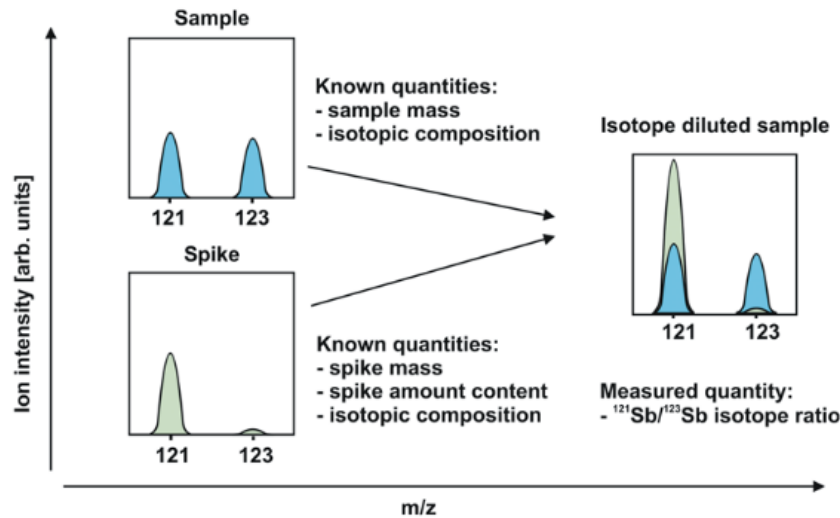 Sample
Known quantities:
- sample mass
- isotopic composition
121 123
Spike
Known quantities:
- spike mass
- spike amount content
- isotopic composition
121 123
Isotope diluted sample
121 123
Measured quantity:
- ¹²¹Sb/¹²³Sb isotope ratio
Ion intensity [arb. units]
m/z